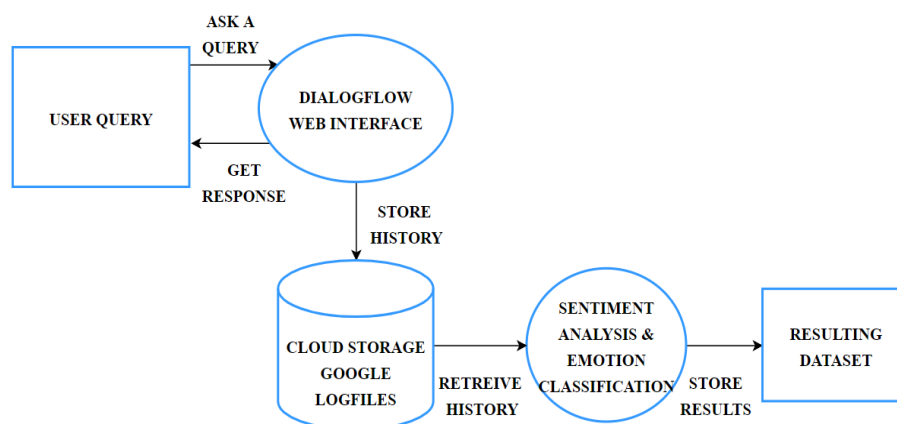 ASK A
QUERY
USER QUERY
DIALOGFLOW
WEB INTERFACE
GET
RESPONSE
STORE
HISTORY
CLOUD STORAGE
GOOGLE
LOGFILES
RETREIVE
HISTORY
SENTIMENT
ANALYSIS &
EMOTION
CLASSIFICATION
STORE
RESULTS
RESULTING
DATASET